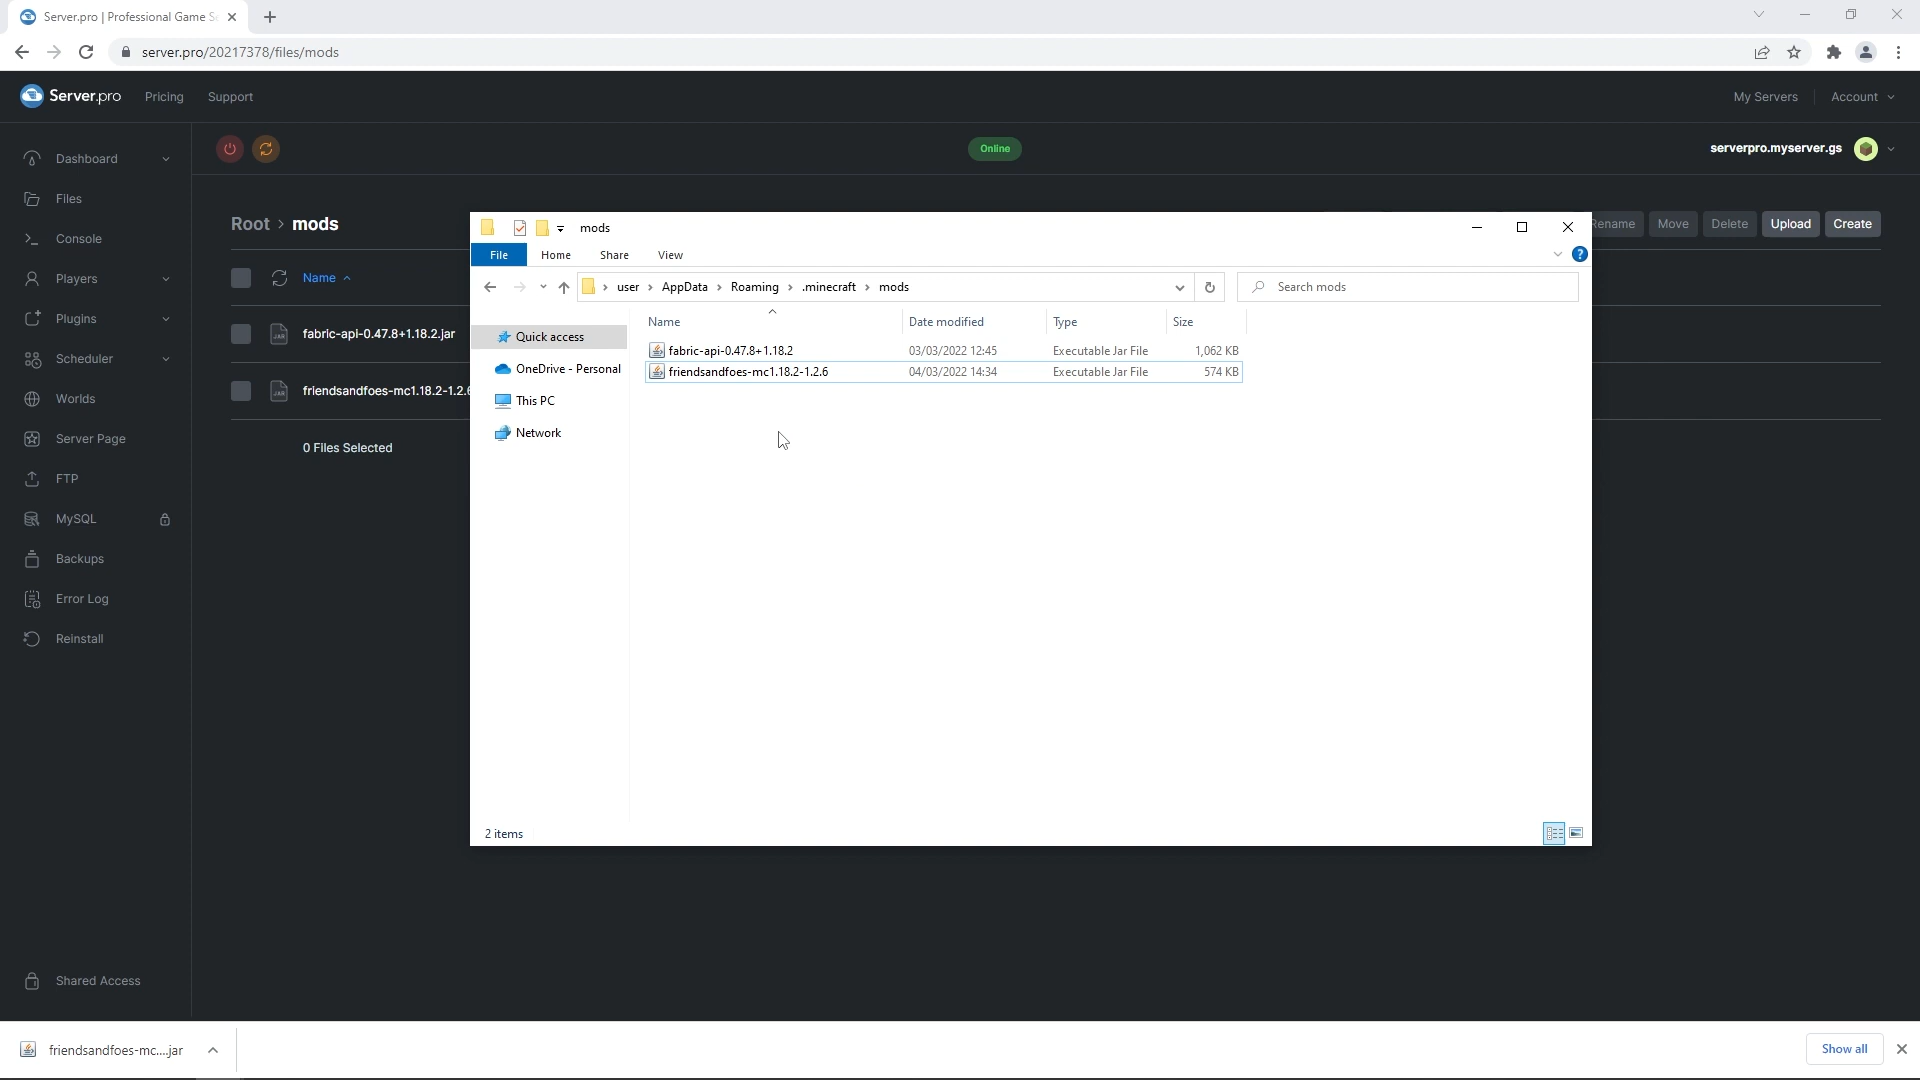 Server.pro | Professional Game S
server.pro/20217378/files/mods
Server.pro
Pricing
Support
My Servers
Account
Dashboard
Online
serverpro.myserver.gs
Files
Console
Players
Plugins
Scheduler
Worlds
Server Page
FTP
MySQL
Backups
Error Log
Reinstall
Shared Access
Root > mods
Rename
Move
Delete
Upload
Create
Name
JAR
fabric-api-0.47.8+1.18.2.jar
JAR
friendsandfoes-mc1.18.2-1.2.6
0 Files Selected
mods
File
Home
Share
View
user > AppData > Roaming > .minecraft > mods
Search mods
Quick access
OneDrive - Personal
This PC
Network
Name Date modified Type Size
fabric-api-0.47.8+1.18.2 03/03/2022 12:45 Executable Jar File 1,062 KB
friendsandfoes-mc1.18.2-1.2.6 04/03/2022 14:34 Executable Jar File 574 KB
2 items
friendsandfoes-mc....jar
Show all